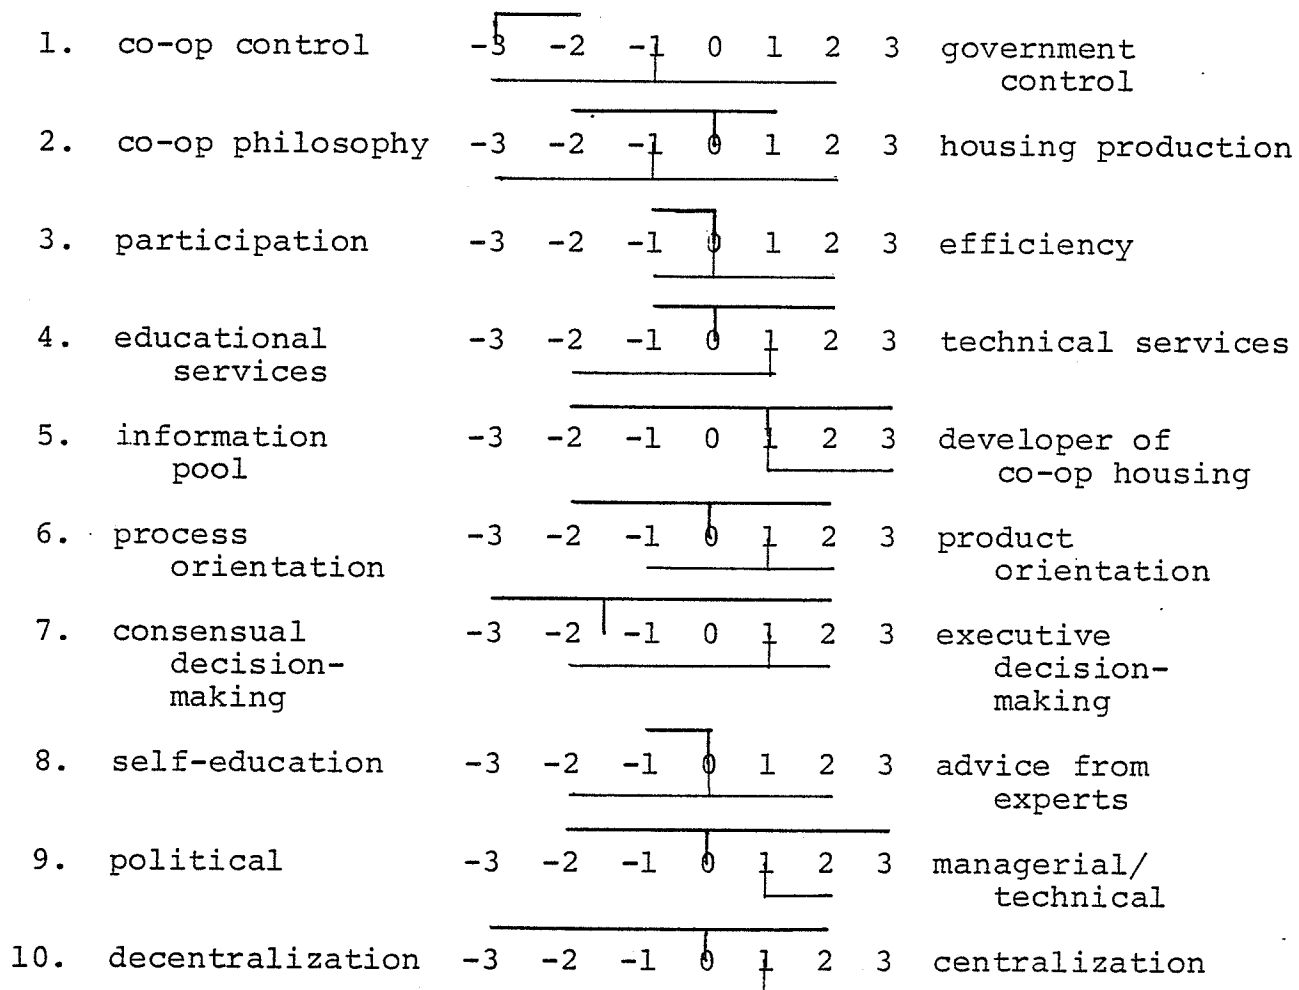 1. co-op control -3 -2 -1 0 1 2 3 government
control
2. co-op philosophy -3 -2 -1 0 1 2 3 housing production
3. participation -3 -2 -1 0 1 2 3 efficiency
4. educational -3 -2 -1 0 1 2 3 technical services
services
5. information -3 -2 -1 0 1 2 3 developer of
pool co-op housing
6. process -3 -2 -1 0 1 2 3 product
orientation orientation
7. consensual -3 -2 -1 0 1 2 3 executive
decision- decision-
making making
8. self-education -3 -2 -1 0 1 2 3 advice from
experts
9. political -3 -2 -1 0 1 2 3 managerial/
technical
10. decentralization -3 -2 -1 0 1 2 3 centralization